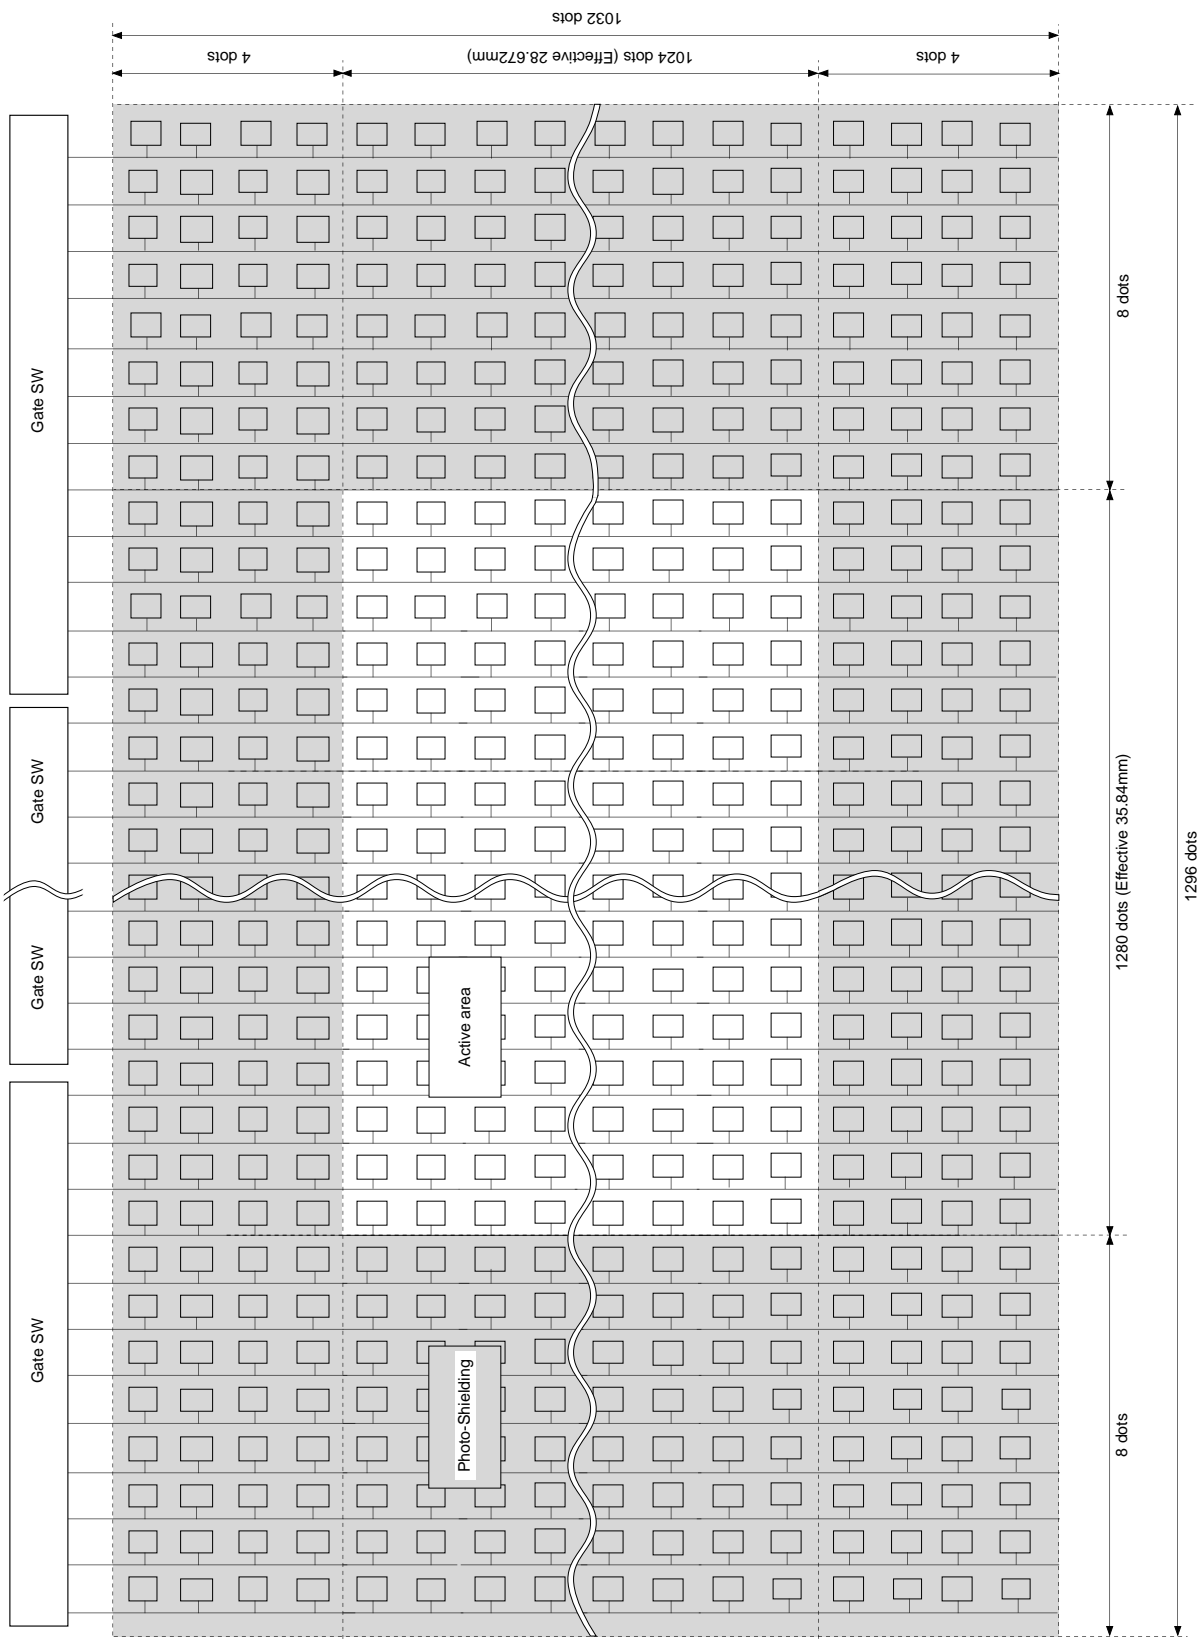 1032 dots
4 dots
1024 dots (Effective 28.672mm)
4 dots
Gate SW
Gate SW
Gate SW
Gate SW
8 dots
1280 dots (Effective 35.84mm)
8 dots
1296 dots
Active area
Photo-Shielding